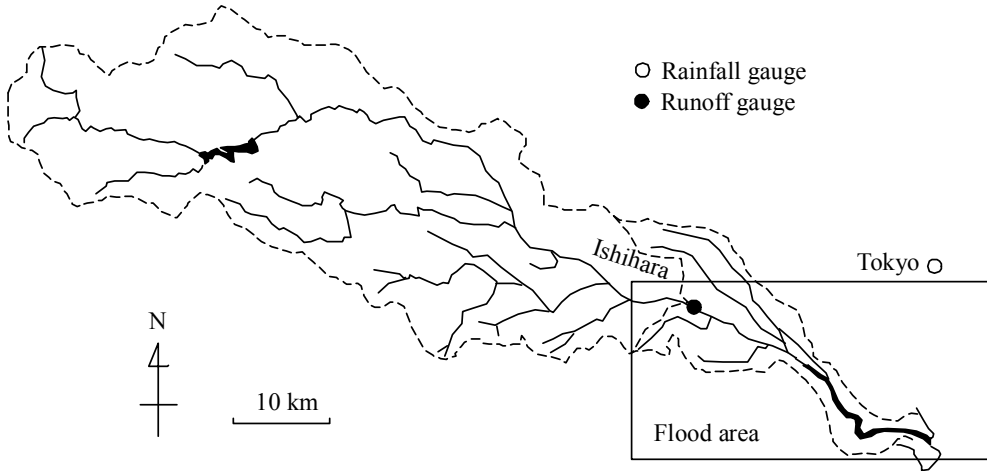 Rainfall gauge
Runoff gauge
Ishihara
Tokyo
N
10 km
Flood area